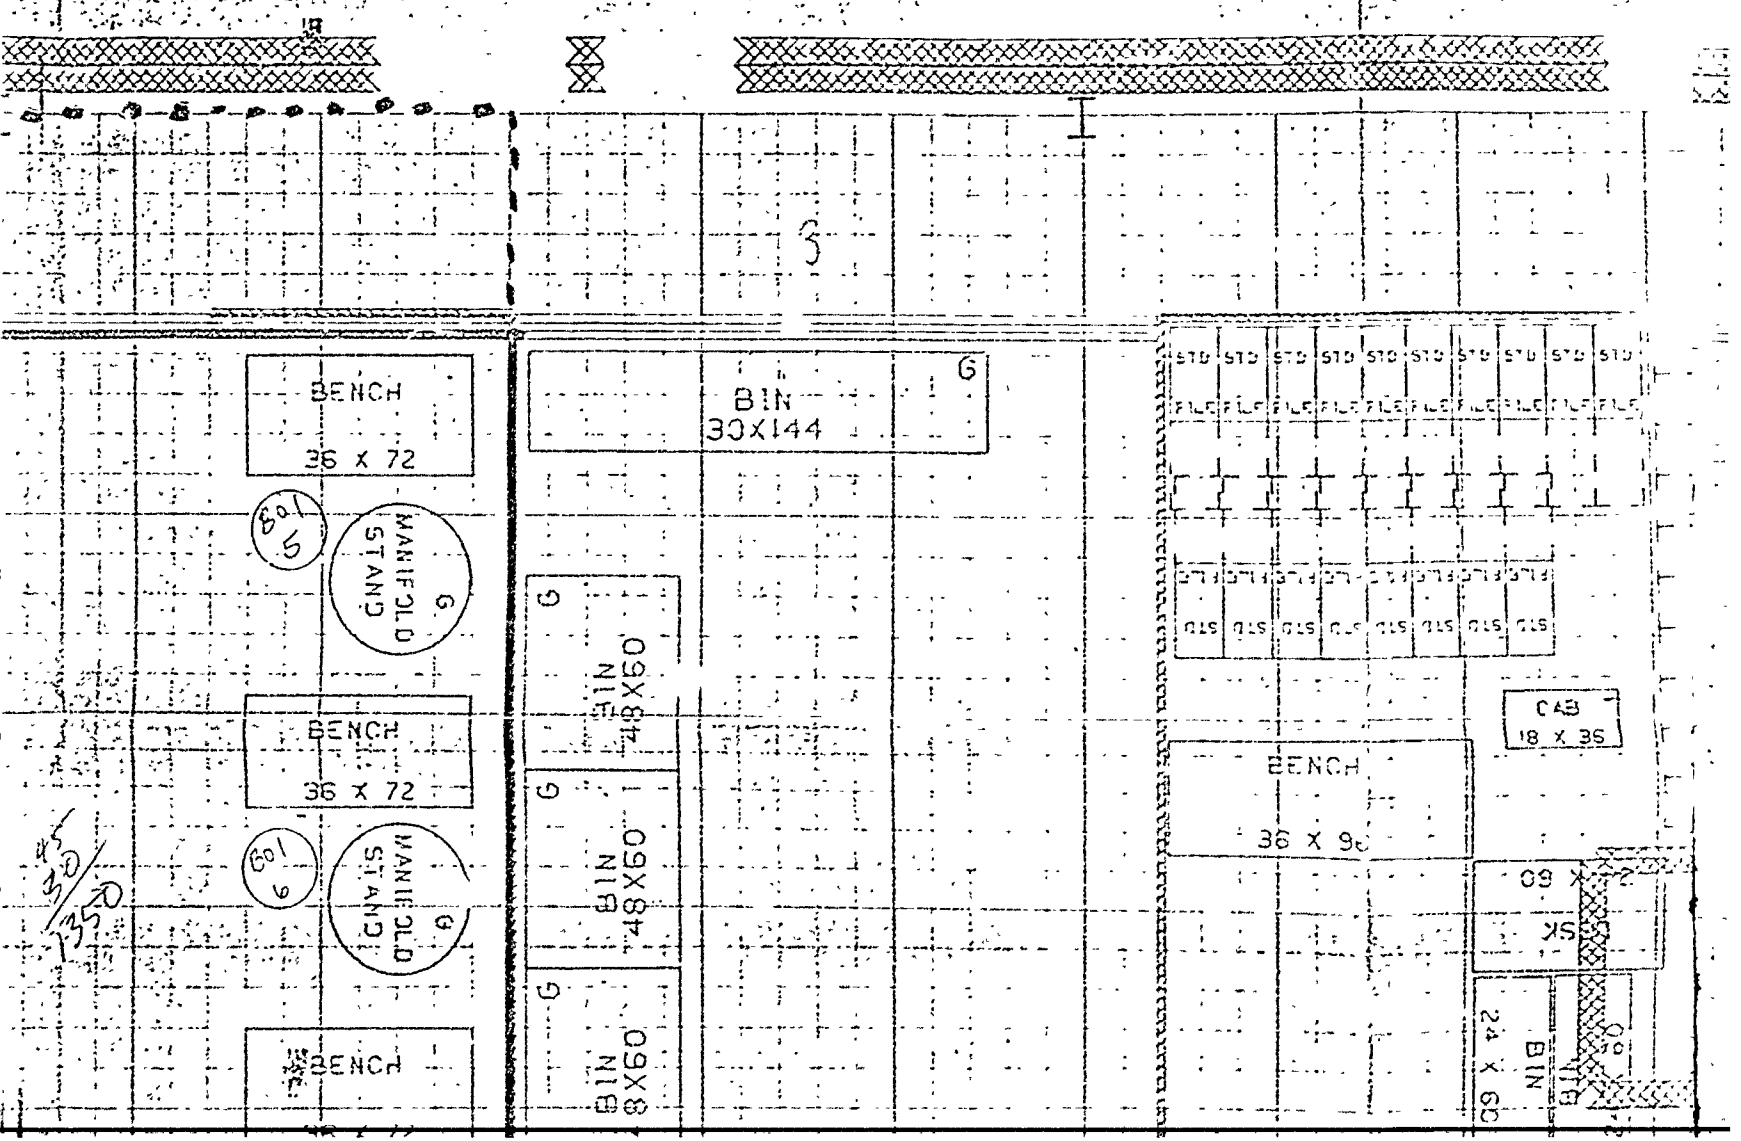 3
BENCH
36 X 72
G
BIN
30X144
STD STD STD STD STD STD STD STD STD STD
FILE FILE FILE FILE FILE FILE FILE FILE FILE FILE
801
5
MANIFOLD
STAND
G
G
BIN
48X60
FILE FILE FILE FILE FILE FILE FILE FILE
STD STD STD STD STD STD STD STD
CAB
18 X 36
BENCH
36 X 72
BENCH
36 X 96
G
BIN
48X60
45
30
1350
801
6
MANIFOLD
STAND
G
G
BIN
8X60
BENCH
X 60
SK
24 X 60
BIN